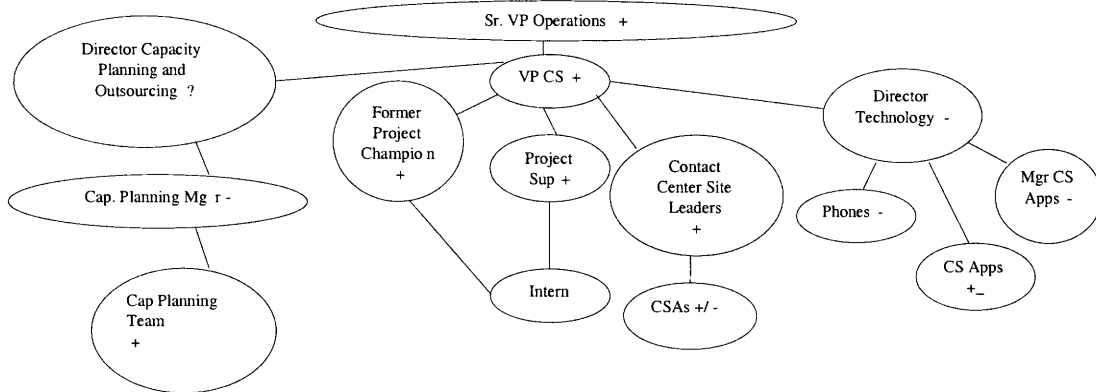 Sr. VP Operations +
Director Capacity
Planning and
Outsourcing ?
VP CS +
Director
Technology -
Former
Project
Champio n
+
Project
Sup +
Contact
Center Site
Leaders
+
Mgr CS
Apps -
Cap. Planning Mg r -
Phones -
CS Apps
+_
Intern
CSAs +/ -
Cap Planning
Team
+